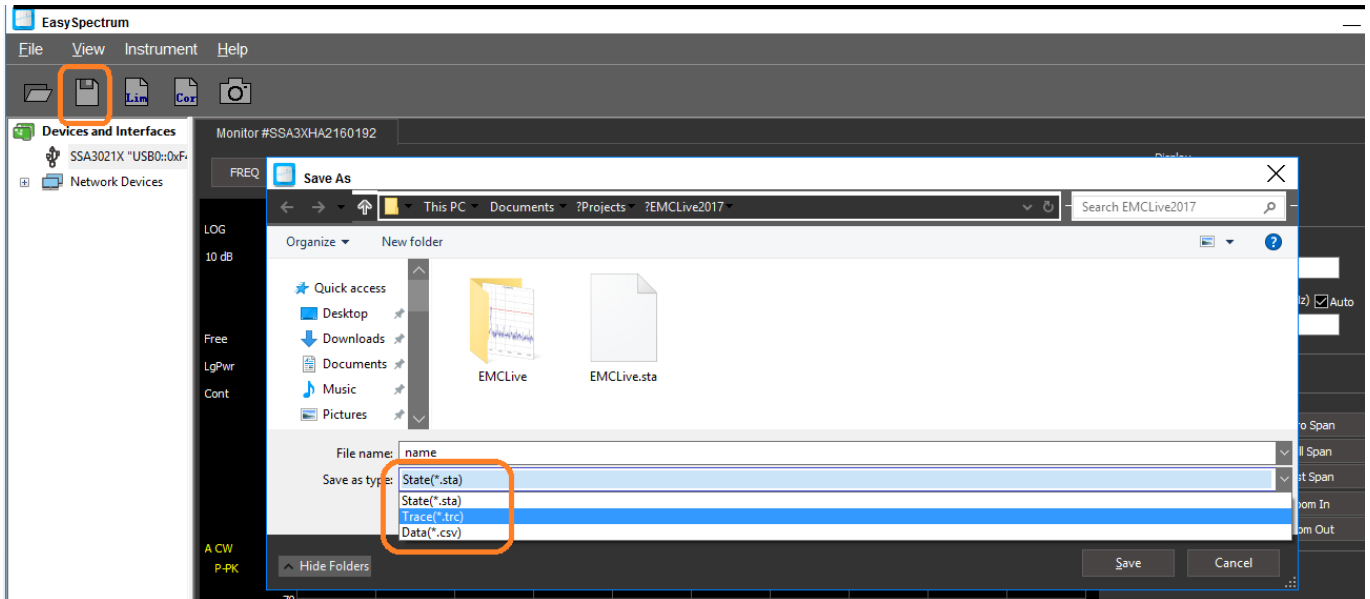 EasySpectrum
File View Instrument Help
Lim Cor
Devices and Interfaces
SSA3021X "USB0::0xF4
Network Devices
Monitor #SSA3XHA2160192
FREQ
Save As
This PC Documents ?Projects ?EMCLive2017
Search EMCLive2017
Organize New folder
Quick access
Desktop
Downloads
Documents
Music
Pictures
EMCLive
EMCLive.sta
File name: name
Save as type: State(*.sta)
State(*.sta)
Trace(*.trc)
Data(*.csv)
Hide Folders
Save Cancel
LOG
10 dB
Free
LgPwr
Cont
A CW
P-PK
Auto
Span
Span
Span
In
Out